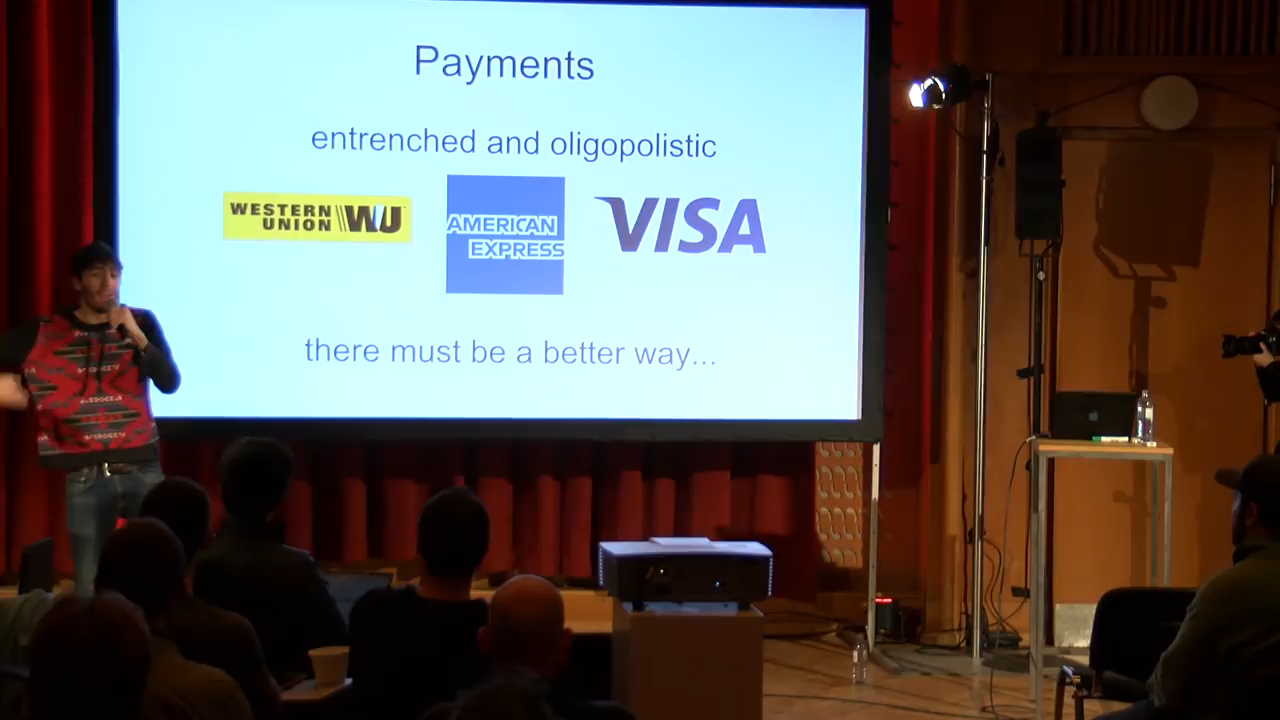 Payments
entrenched and oligopolistic
WESTERN
UNION WU
AMERICAN
EXPRESS
VISA
there must be a better way...